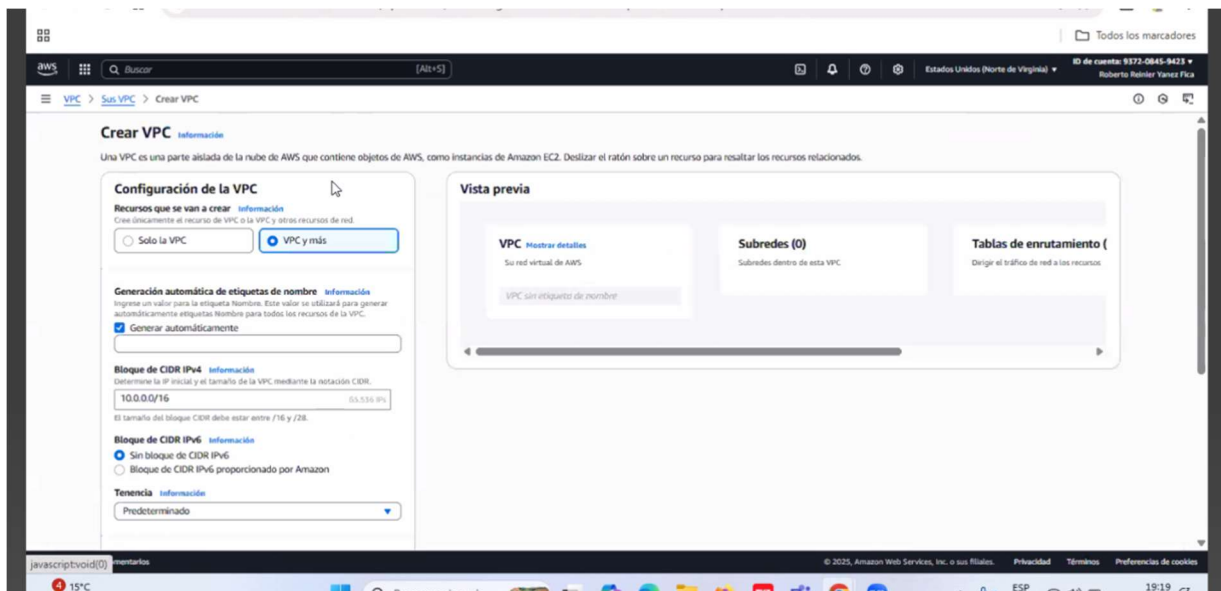 Todos los marcadores
aws
Buscar
[Alt+S]
Estados Unidos (Norte de Virginia)
ID de cuenta: 9372-0845-9423
Roberto Reinier Yanez Fica
VPC > Sus VPC > Crear VPC
Crear VPC Información
Una VPC es una parte aislada de la nube de AWS que contiene objetos de AWS, como instancias de Amazon EC2. Deslizar el ratón sobre un recurso para resaltar los recursos relacionados.
Configuración de la VPC
Recursos que se van a crear Información
Cree únicamente el recurso de VPC o la VPC y otros recursos de red.
Solo la VPC
VPC y más
Generación automática de etiquetas de nombre Información
Ingrese un valor para la etiqueta Nombre. Este valor se utilizará para generar
automáticamente etiquetas Nombre para todos los recursos de la VPC.
Generar automáticamente
Bloque de CIDR IPv4 Información
Determine la IP inicial y el tamaño de la VPC mediante la notación CIDR.
10.0.0.0/16
65.536 IPs
El tamaño del bloque CIDR debe estar entre /16 y /28.
Bloque de CIDR IPv6 Información
Sin bloque de CIDR IPv6
Bloque de CIDR IPv6 proporcionado por Amazon
Tenencia Información
Predeterminado
Vista previa
VPC Mostrar detalles
Su red virtual de AWS
VPC sin etiqueta de nombre
Subredes (0)
Subredes dentro de esta VPC
Tablas de enrutamiento (
Dirigir el tráfico de red a los recursos
javascript:void(0)
mentarios
© 2025, Amazon Web Services, Inc. o sus filiales.
Privacidad
Términos
Preferencias de cookies
4
15°C
ESP
19:19